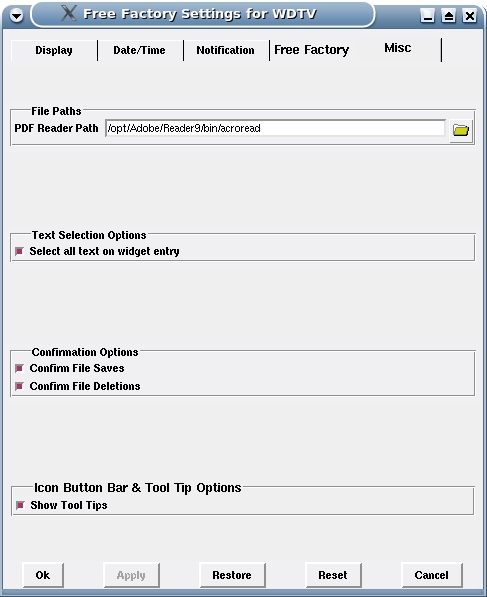 Free Factory Settings for WDTV
Display Date/Time Notification Free Factory Misc
File Paths
PDF Reader Path /opt/Adobe/Reader9/bin/acroread
Text Selection Options
Select all text on widget entry
Confirmation Options
Confirm File Saves
Confirm File Deletions
Icon Button Bar & Tool Tip Options
Show Tool Tips
Ok Apply Restore Reset Cancel